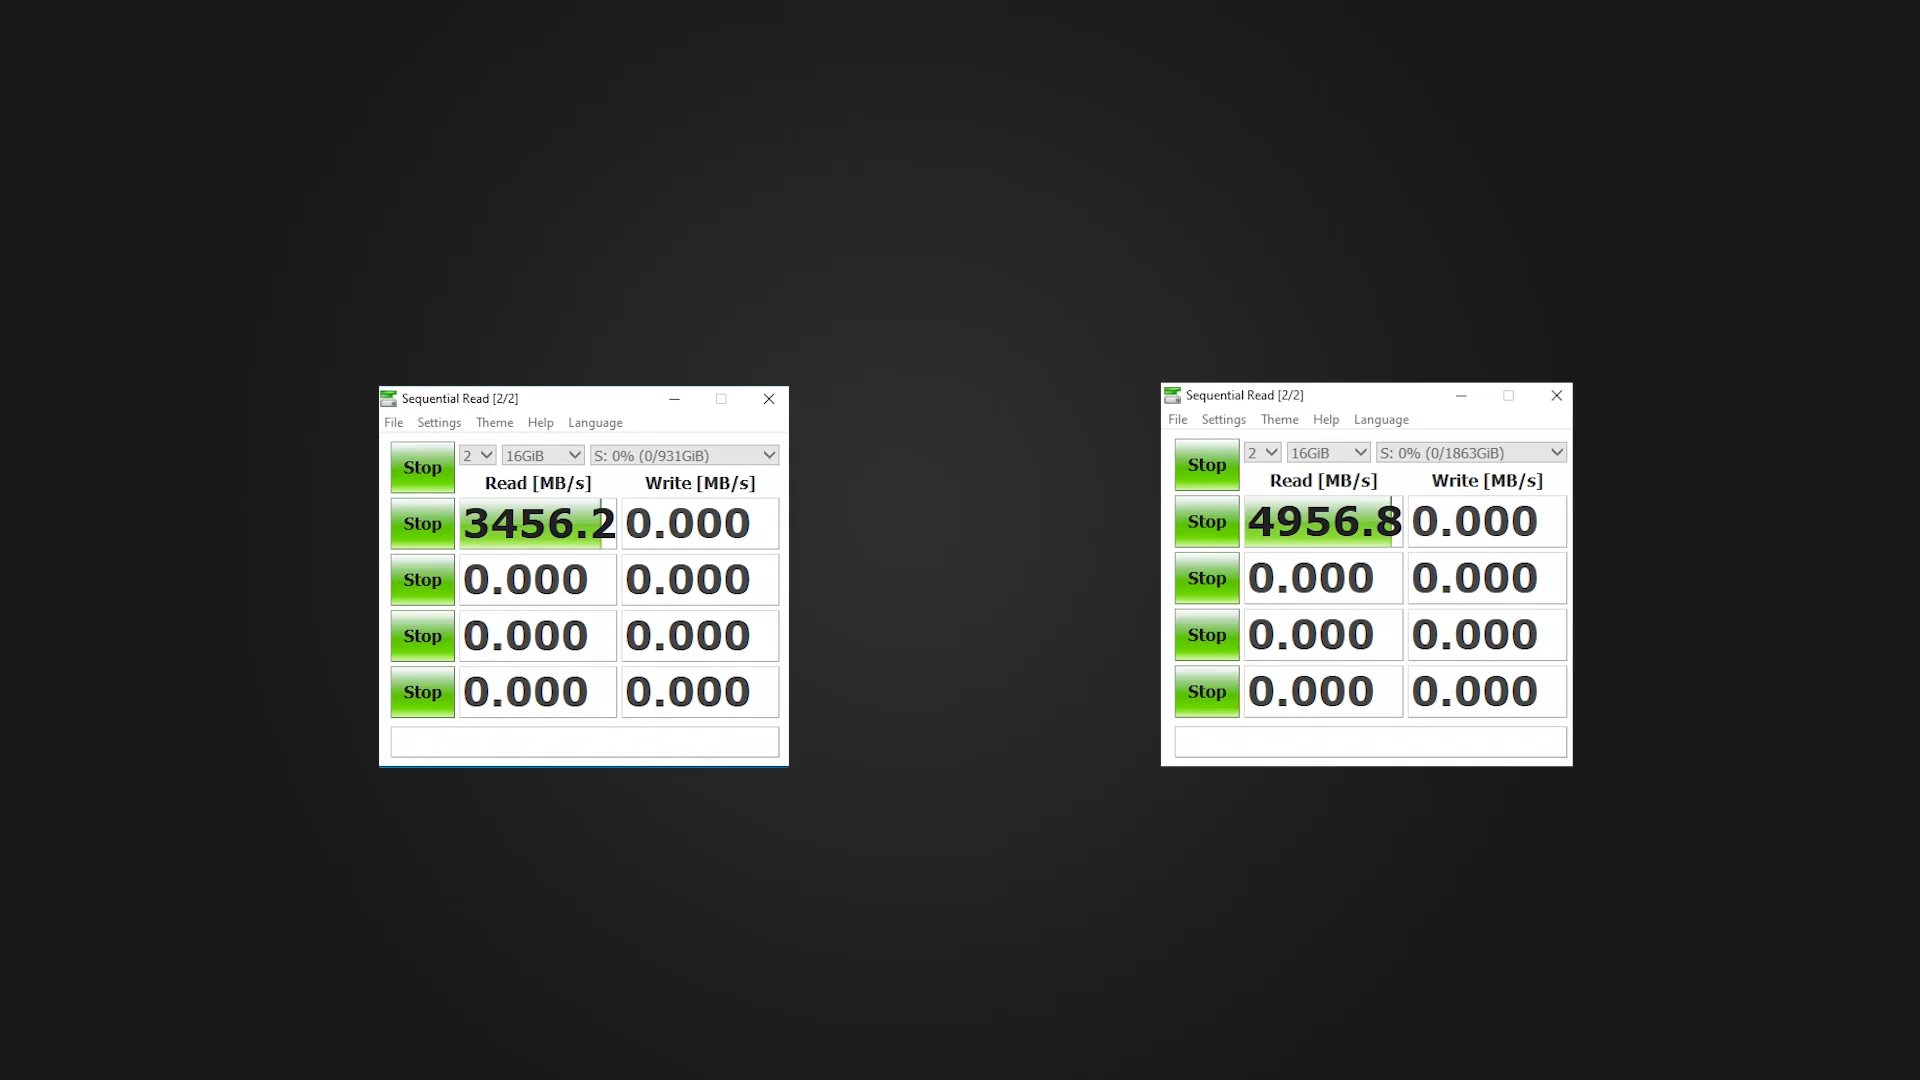 Sequential Read [2/2]
File Settings Theme Help Language
Stop 2 16GiB S: 0% (0/931GiB)
Read [MB/s] Write [MB/s]
Stop 3456.2 0.000
Stop 0.000 0.000
Stop 0.000 0.000
Stop 0.000 0.000
Sequential Read [2/2]
File Settings Theme Help Language
Stop 2 16GiB S: 0% (0/1863GiB)
Read [MB/s] Write [MB/s]
Stop 4956.8 0.000
Stop 0.000 0.000
Stop 0.000 0.000
Stop 0.000 0.000